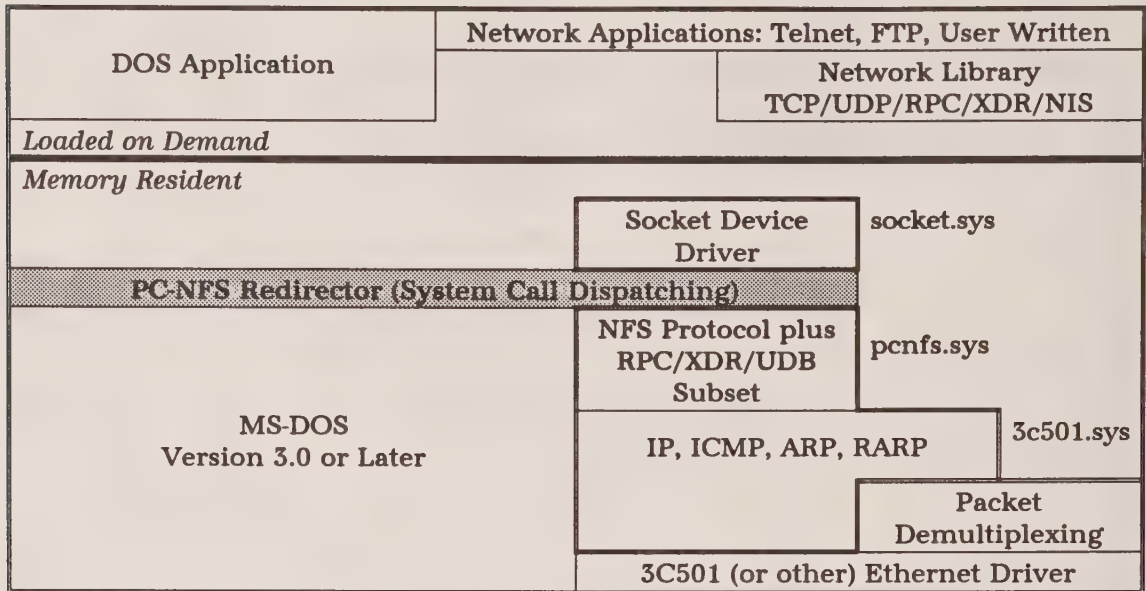 Network Applications: Telnet, FTP, User Written
DOS Application
Network Library
TCP/UDP/RPC/XDR/NIS
Loaded on Demand
Memory Resident
Socket Device
Driver
socket.sys
PC-NFS Redirector (System Call Dispatching)
NFS Protocol plus
RPC/XDR/UDB
Subset
pcnfs.sys
MS-DOS
Version 3.0 or Later
IP, ICMP, ARP, RARP
3c501.sys
Packet
Demultiplexing
3C501 (or other) Ethernet Driver